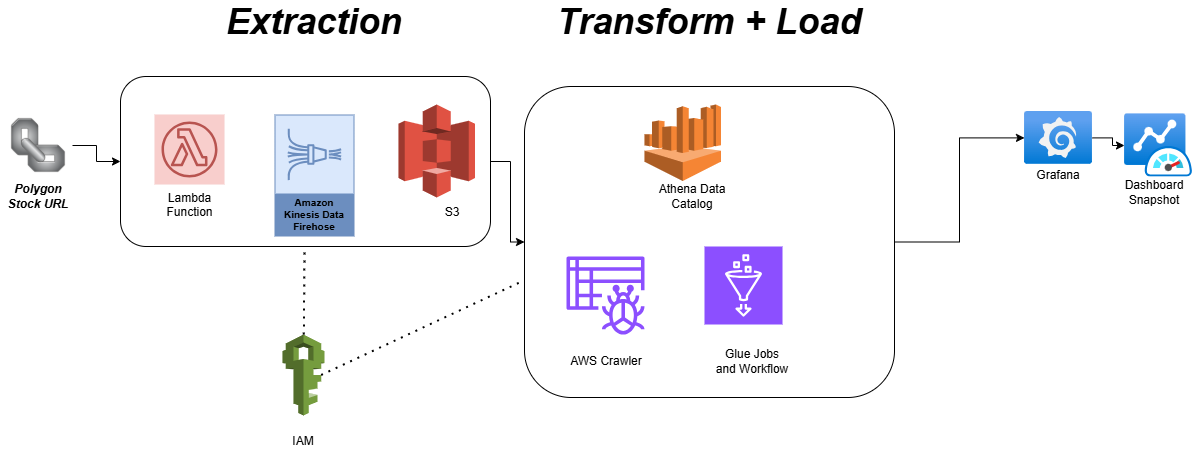 Extraction
Transform + Load
Polygon
Stock URL
Lambda
Function
Amazon
Kinesis Data
Firehose
S3
Athena Data
Catalog
AWS Crawler
Glue Jobs
and Workflow
Grafana
Dashboard
Snapshot
IAM